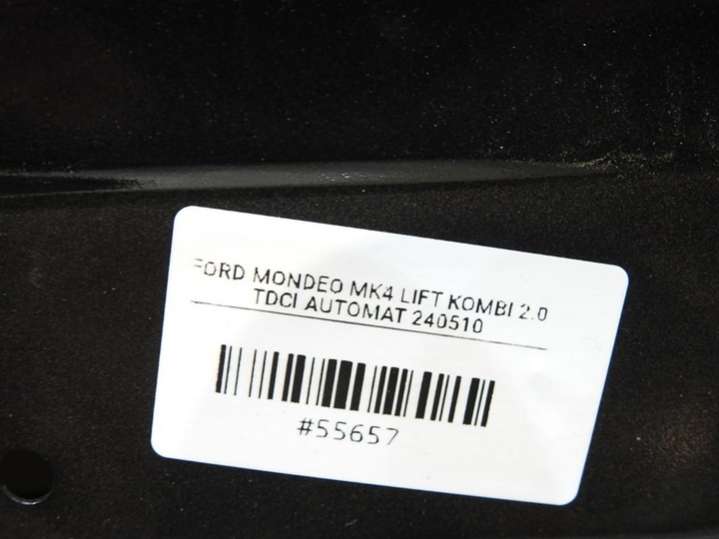 FORD MONDEO MK4 LIFT KOMBI 2.0
TDCI AUTOMAT 240510
#55657